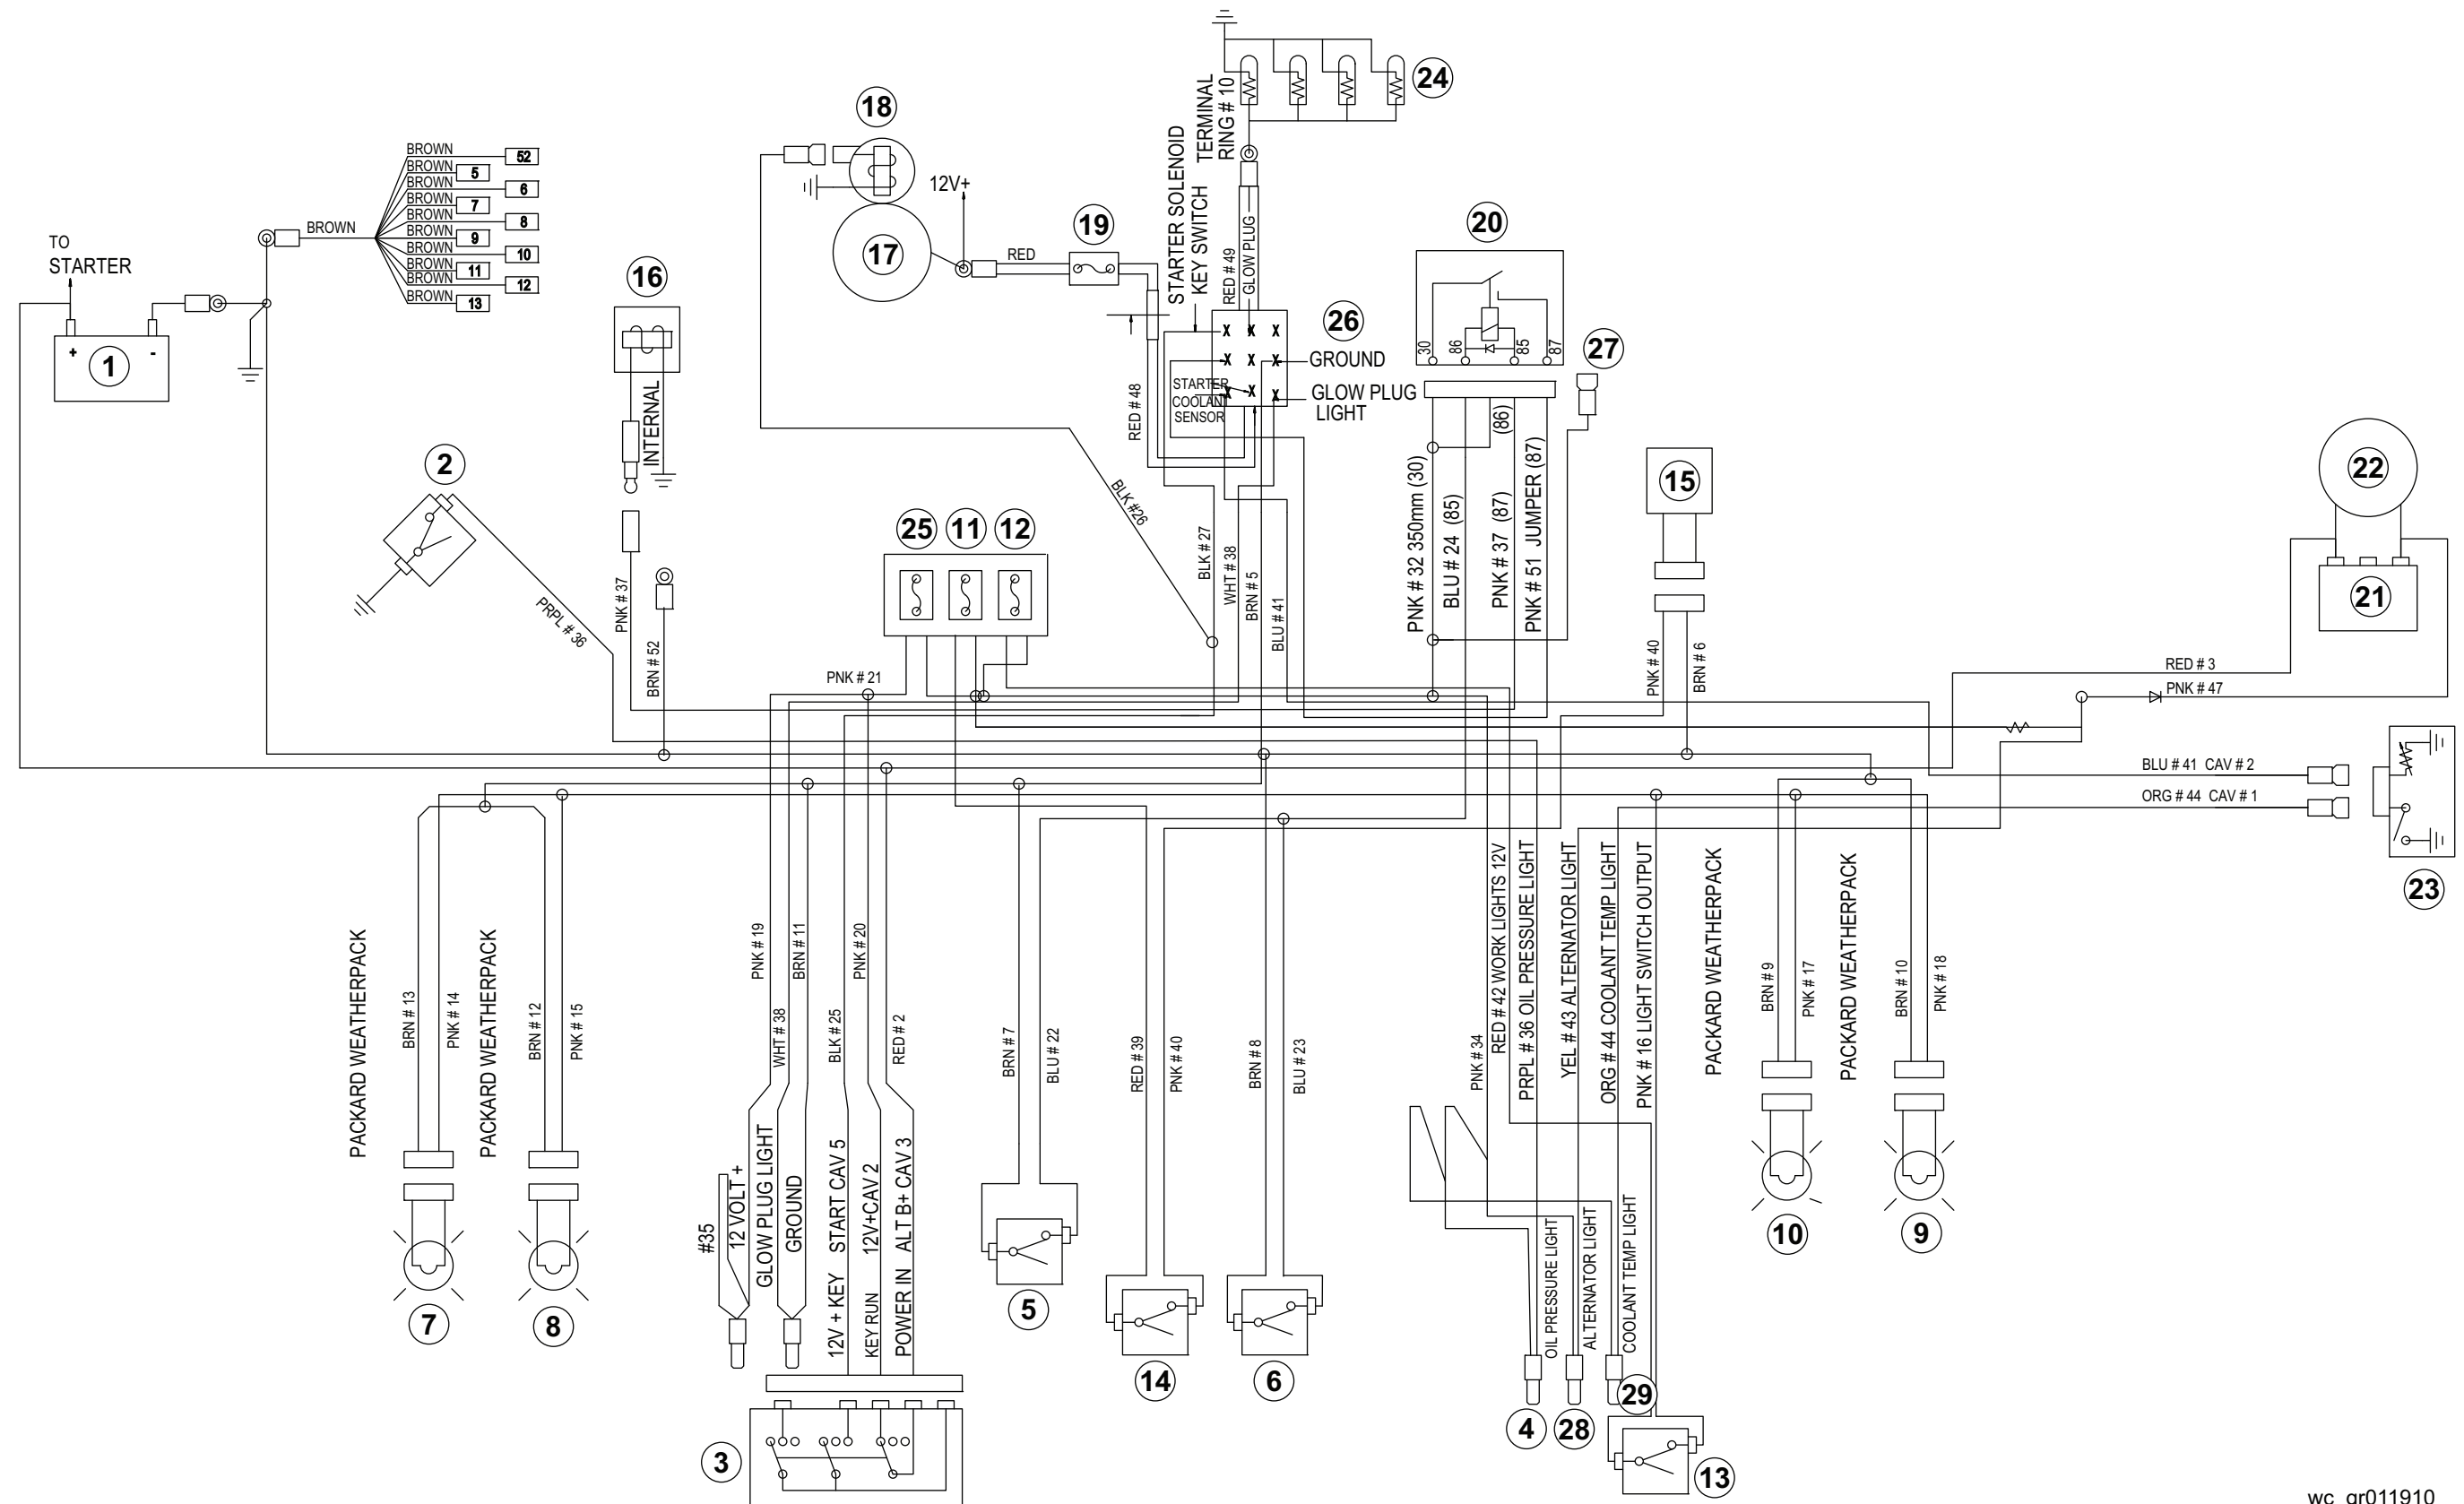 24
18
TERMINAL
RING # 10
STARTER SOLENOID
KEY SWITCH
12V+
BROWN 52
BROWN 5
BROWN 6
BROWN 7
BROWN 8
BROWN 9
BROWN 10
BROWN 11
BROWN 12
BROWN 13
BROWN
TO
STARTER
+ 1 -
16
INTERNAL
17
RED
19
RED # 49
GLOW PLUG
20
30
86
85
87
27
26
GROUND
GLOW PLUG
LIGHT
STARTER
COOLANT
SENSOR
RED # 48
2
PRPL # 36
PNK # 37
BRN # 52
25
11
12
PNK # 21
BLK #26
BLK # 27
WHT # 38
BRN # 5
BLU # 41
PNK # 32 350mm (30)
BLU # 24 (85)
(86)
PNK # 37 (87)
PNK # 51 JUMPER (87)
15
PNK # 40
BRN # 6
22
21
RED # 3
PNK # 47
BLU # 41 CAV # 2
ORG # 44 CAV # 1
23
PACKARD WEATHERPACK
BRN # 13
PNK # 14
PACKARD WEATHERPACK
BRN # 12
PNK # 15
7
8
PNK # 19
WHT # 38
BRN # 11
BLK # 25
PNK # 20
RED # 2
#35
12 VOLT +
GLOW PLUG LIGHT
GROUND
12V + KEY START CAV 5
KEY RUN 12V+CAV 2
POWER IN ALT B+ CAV 3
3
BRN # 7
BLU # 22
5
RED # 39
PNK # 40
14
BRN # 8
BLU # 23
6
PNK # 34
RED # 42 WORK LIGHTS 12V
PRPL # 36 OIL PRESSURE LIGHT
YEL # 43 ALTERNATOR LIGHT
ORG # 44 COOLANT TEMP LIGHT
PNK # 16 LIGHT SWITCH OUTPUT
OIL PRESSURE LIGHT
ALTERNATOR LIGHT
COOLANT TEMP LIGHT
4
28
29
13
PACKARD WEATHERPACK
BRN # 9
PNK # 17
PACKARD WEATHERPACK
BRN # 10
PNK # 18
10
9
wc_gr011910